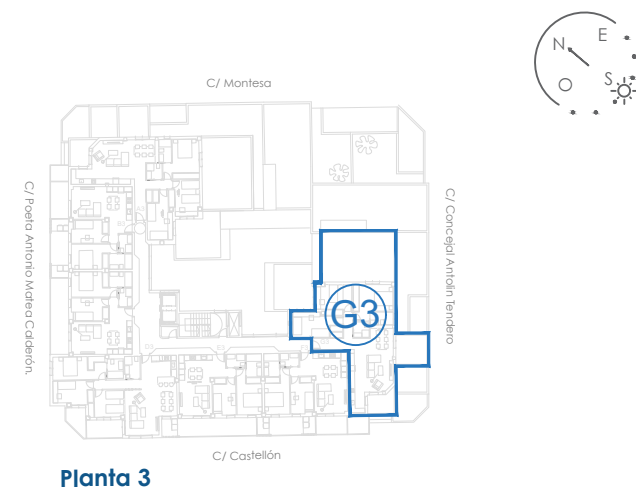 N
E
S
O
C/ Montesa
C/ Poeta Antonio Matea Calderón.
C/ Concejal Antolín Tendero
G3
C/ Castellón
Planta 3